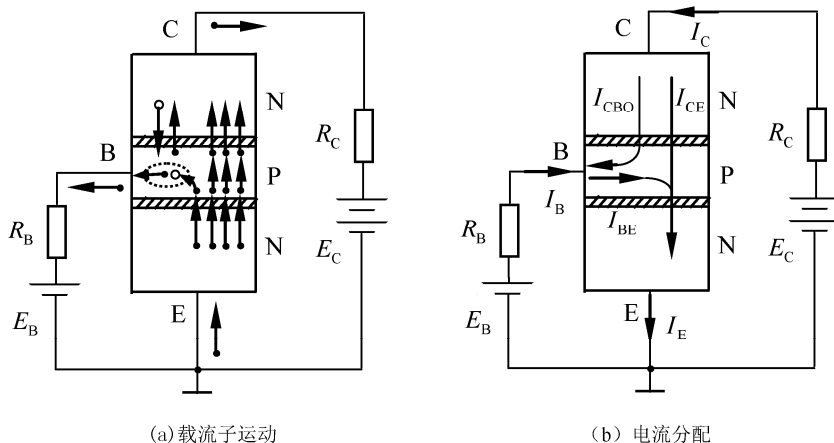 C
N
R_C
B
P
R_B
N
E_C
E_B
E
(a)载流子运动
C
I_C
I_CBO
I_CE
N
R_C
B
P
I_B
R_B
I_BE
N
E_C
E_B
E
I_E
（b）电流分配